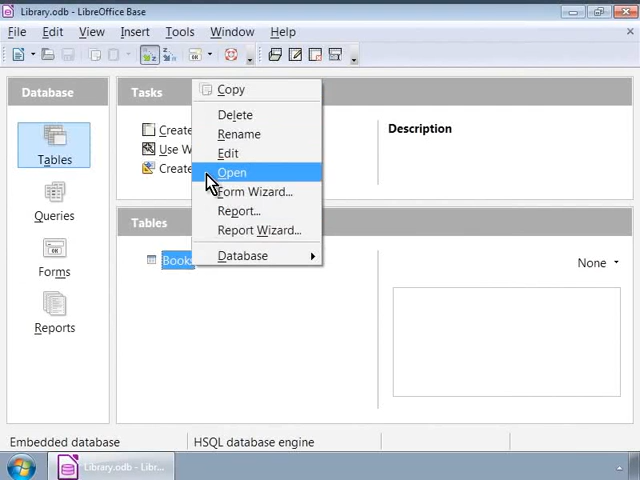 Library.odb - LibreOffice Base
File Edit View Insert Tools Window Help
Database
Tables
Queries
Forms
Reports
Tasks
Create
Use W
Create
Description
Copy
Delete
Rename
Edit
Open
Form Wizard...
Report...
Report Wizard...
Database
Tables
Books
None
Embedded database HSQL database engine
Library.odb - Libr...